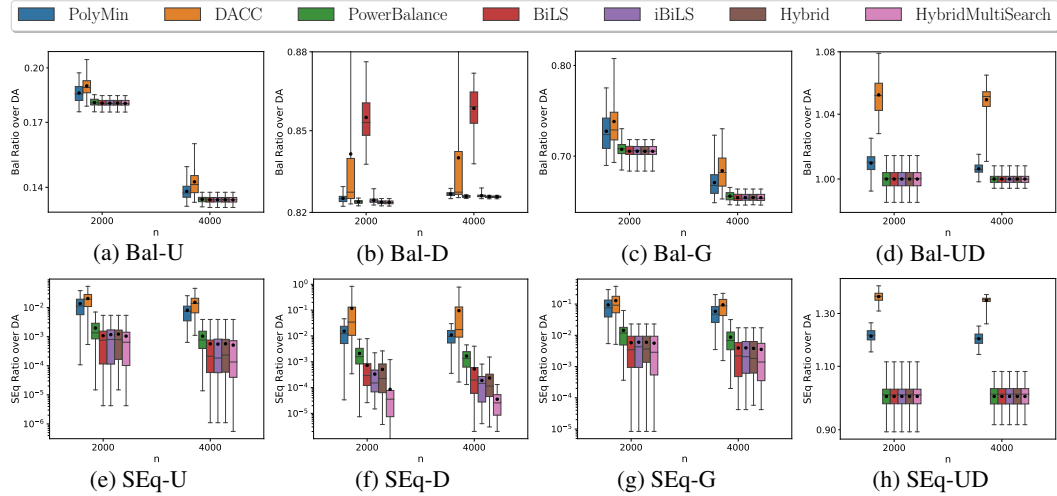 PolyMin DACC PowerBalance BiLS iBiLS Hybrid HybridMultiSearch
Bal Ratio over DA
0.20
0.17
0.14
2000 4000
n
(a) Bal-U
Bal Ratio over DA
0.88
0.85
0.82
2000 4000
n
(b) Bal-D
Bal Ratio over DA
0.80
0.70
2000 4000
n
(c) Bal-G
Bal Ratio over DA
1.08
1.04
1.00
2000 4000
n
(d) Bal-UD
SEq Ratio over DA
10⁻²
10⁻³
10⁻⁴
10⁻⁵
10⁻⁶
2000 4000
n
(e) SEq-U
SEq Ratio over DA
10⁰
10⁻¹
10⁻²
10⁻³
10⁻⁴
10⁻⁵
2000 4000
n
(f) SEq-D
SEq Ratio over DA
10⁻¹
10⁻²
10⁻³
10⁻⁴
10⁻⁵
2000 4000
n
(g) SEq-G
SEq Ratio over DA
1.30
1.10
0.90
2000 4000
n
(h) SEq-UD